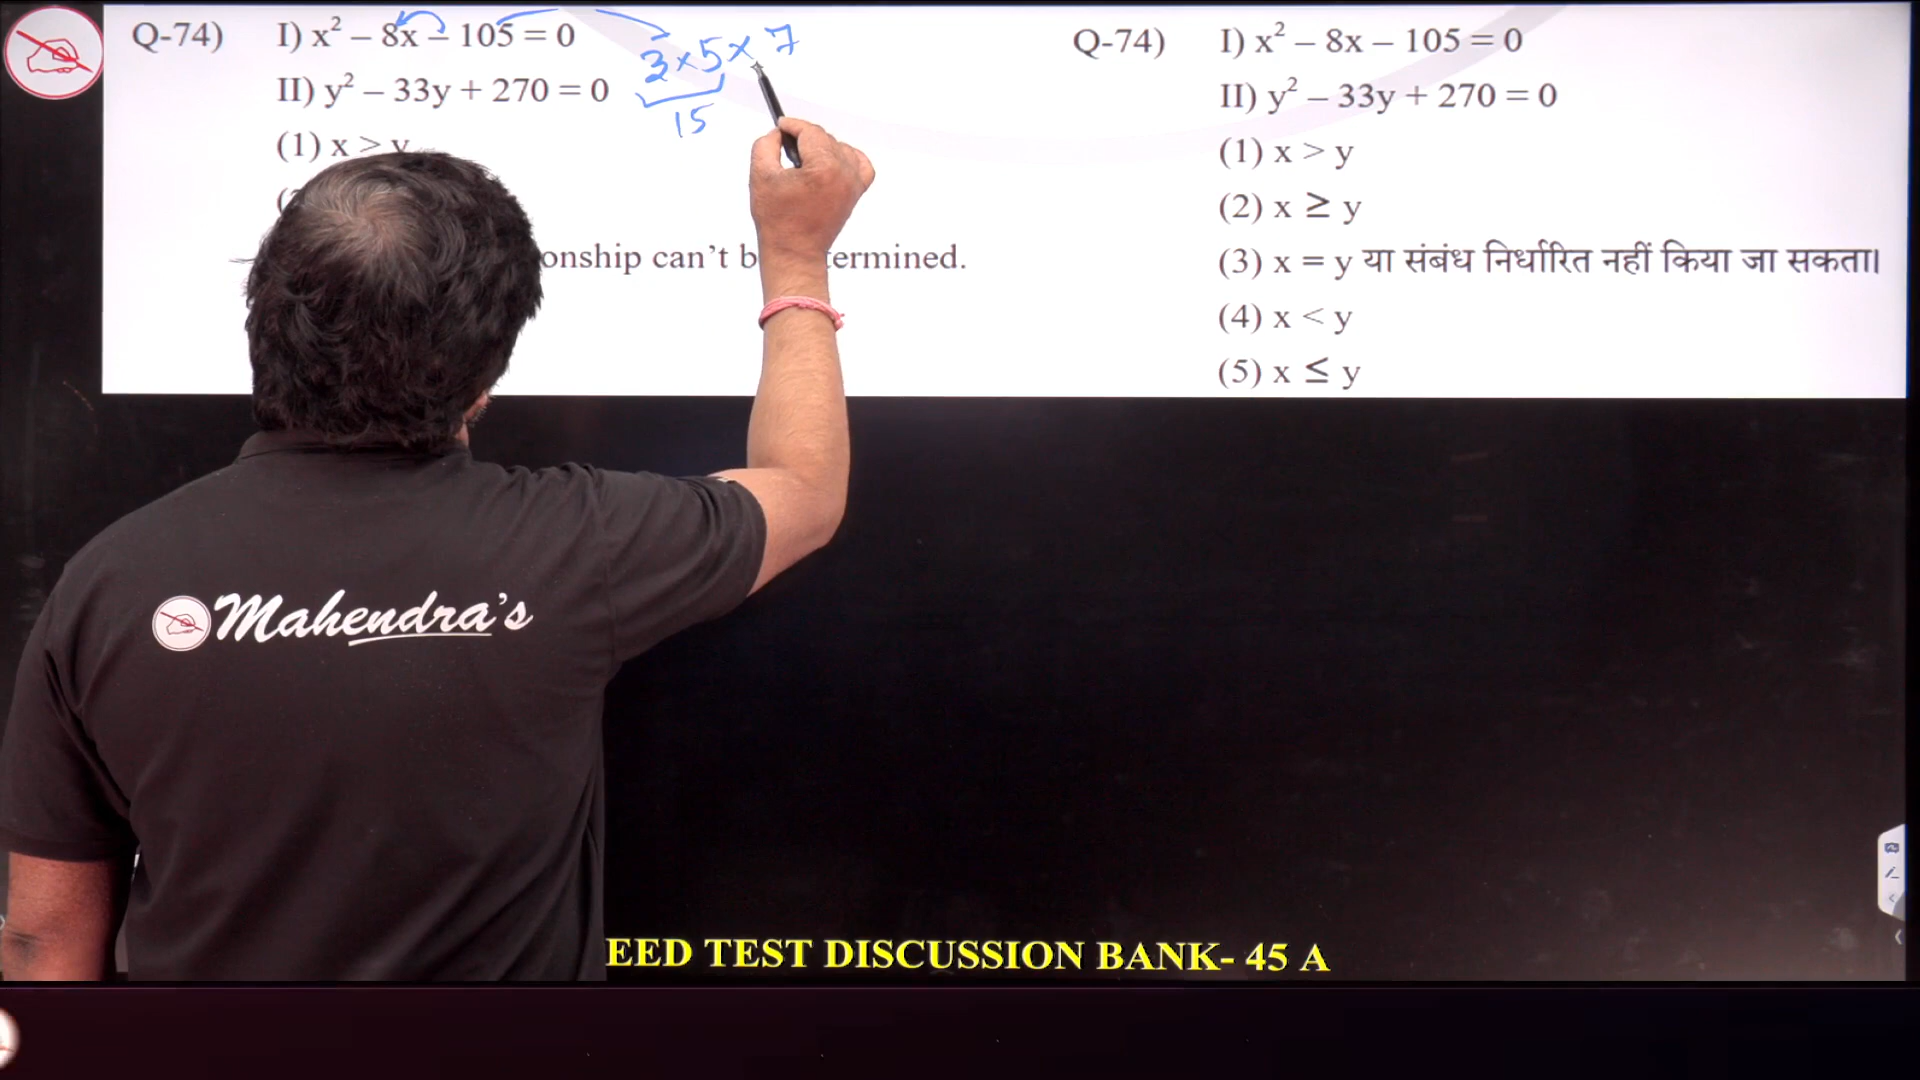 Q-74) I) x² – 8x – 105 = 0
3 × 5 × 7
15
II) y² – 33y + 270 = 0
(1) x > y
onship can't b
ermined.
Q-74) I) x² – 8x – 105 = 0
II) y² – 33y + 270 = 0
(1) x > y
(2) x ≥ y
(3) x = y या संबंध निर्धारित नहीं किया जा सकता।
(4) x < y
(5) x ≤ y
Mahendra's
EED TEST DISCUSSION BANK- 45 A